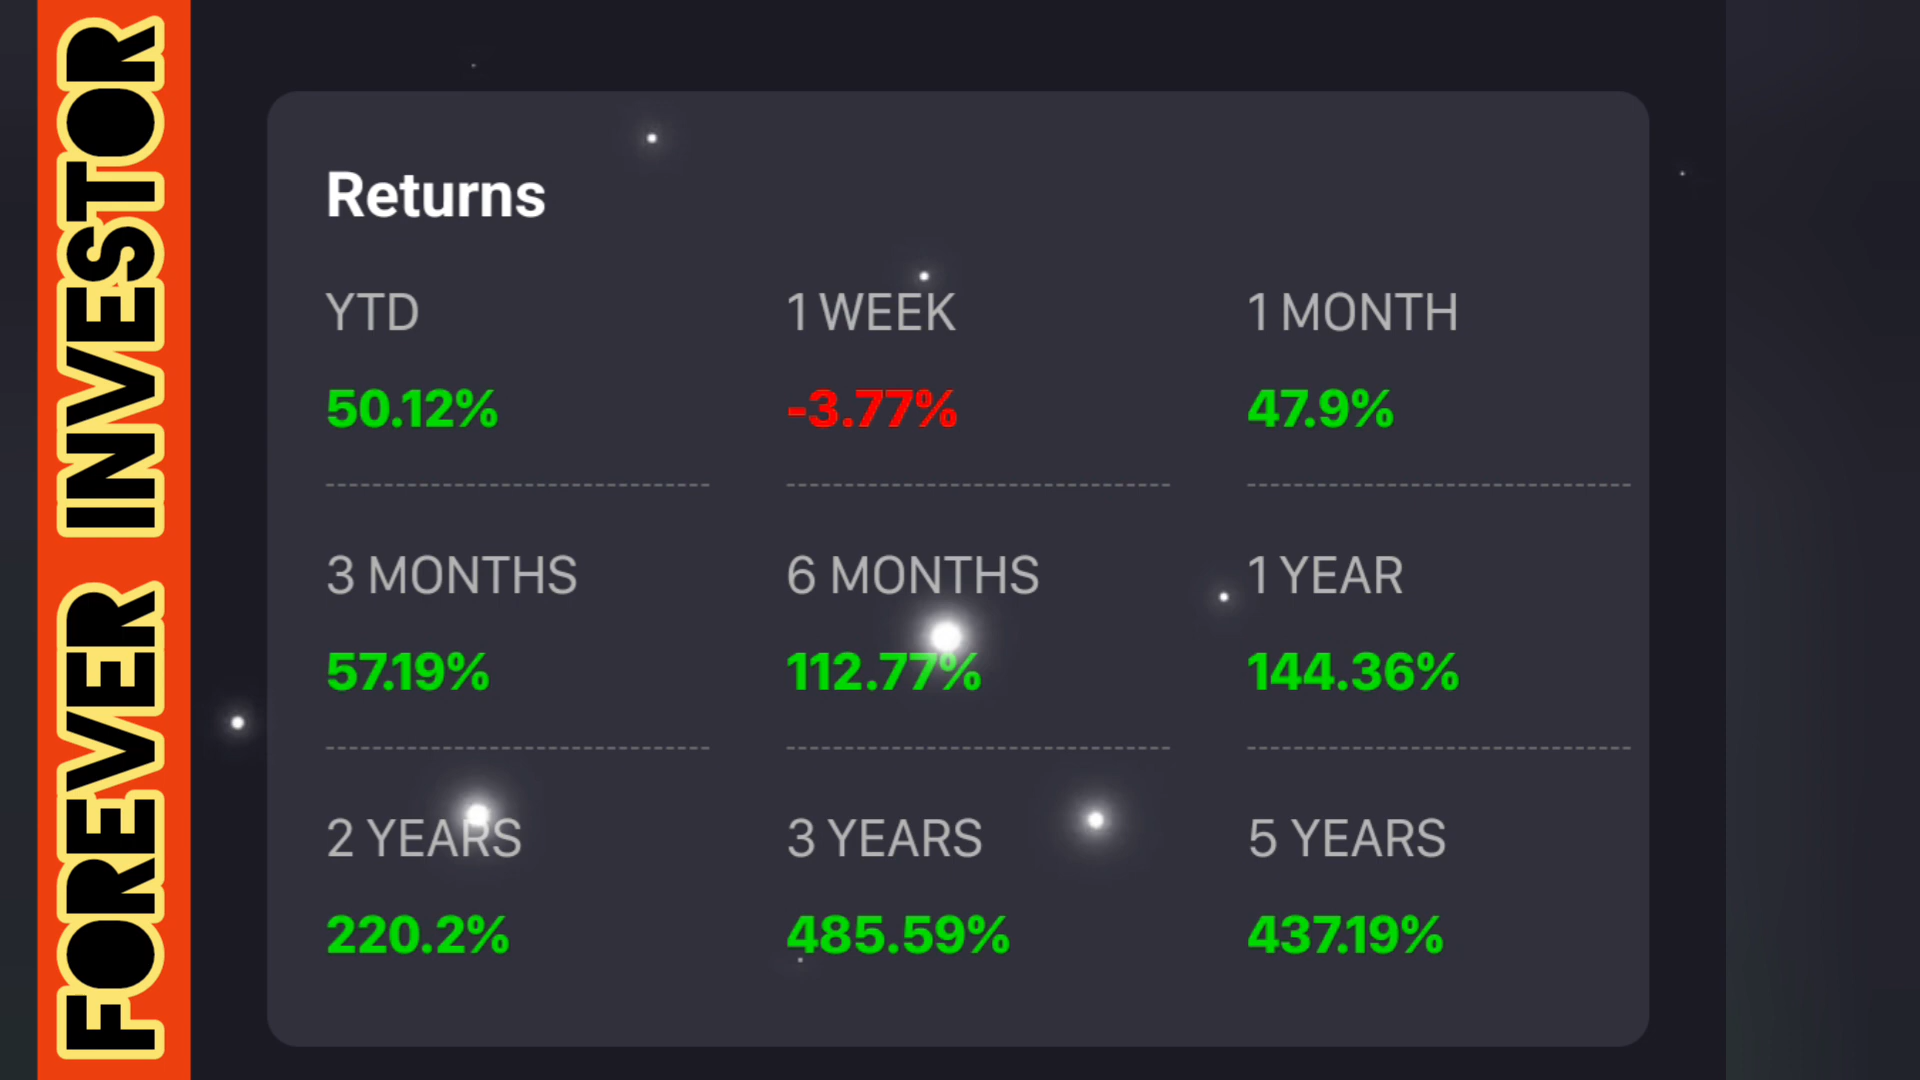 FOREVER INVESTOR
Returns
YTD 1 WEEK 1 MONTH
50.12% -3.77% 47.9%
3 MONTHS 6 MONTHS 1 YEAR
57.19% 112.77% 144.36%
2 YEARS 3 YEARS 5 YEARS
220.2% 485.59% 437.19%